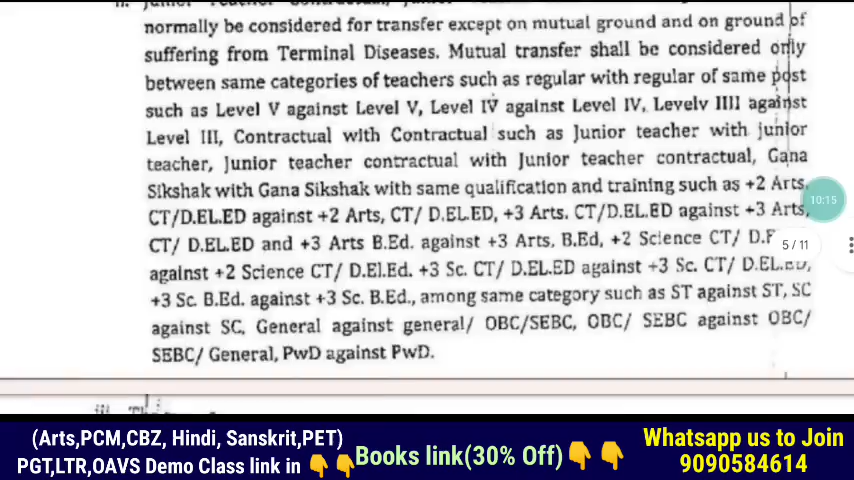 ii. Junior Teacher Contractual, Junior
normally be considered for transfer except on mutual ground and on ground of
suffering from Terminal Diseases. Mutual transfer shall be considered only
between same categories of teachers such as regular with regular of same post
such as Level V against Level V, Level IV against Level IV, Levelv IIII against
Level III, Contractual with Contractual such as Junior teacher with junior
teacher, Junior teacher contractual with Junior teacher contractual, Gana
Sikshak with Gana Sikshak with same qualification and training such as +2 Arts,
CT/D.EL.ED against +2 Arts, CT/ D.EL.ED, +3 Arts. CT/D.EL.ED against +3 Arts,
10:15
CT/ D.EL.ED and +3 Arts B.Ed. against +3 Arts, B.Ed, +2 Science CT/
5 / 11
against +2 Science CT/ D.El.Ed. +3 Sc. CT/ D.EL.ED against +3 Sc. CT/ D.EL.ED,
+3 Sc. B.Ed. against +3 Sc. B.Ed., among same category such as ST against ST, SC
against SC, General against general/ OBC/SEBC, OBC/ SEBC against OBC/
SEBC/ General, PwD against PwD.
(Arts,PCM,CBZ, Hindi, Sanskrit,PET)
PGT,LTR,OAVS Demo Class link in 👇👇
Books link(30% Off)👇👇
Whatsapp us to Join
9090584614